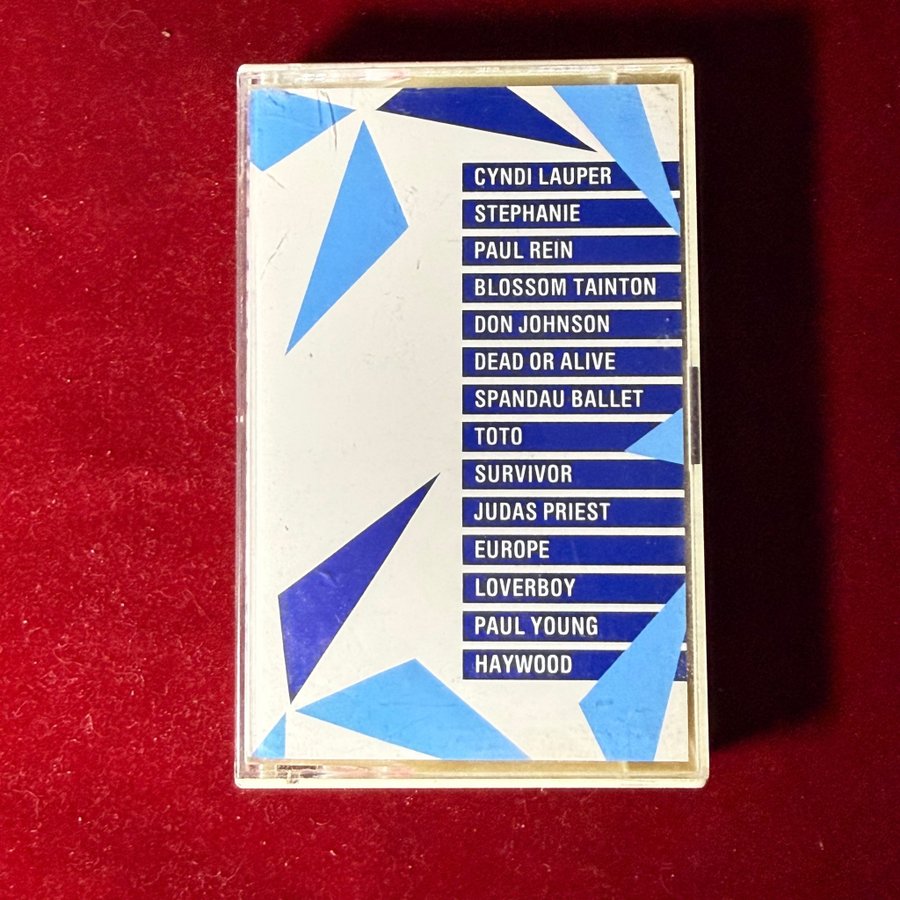 CYNDI LAUPER
STEPHANIE
PAUL REIN
BLOSSOM TAINTON
DON JOHNSON
DEAD OR ALIVE
SPANDAU BALLET
TOTO
SURVIVOR
JUDAS PRIEST
EUROPE
LOVERBOY
PAUL YOUNG
HAYWOOD